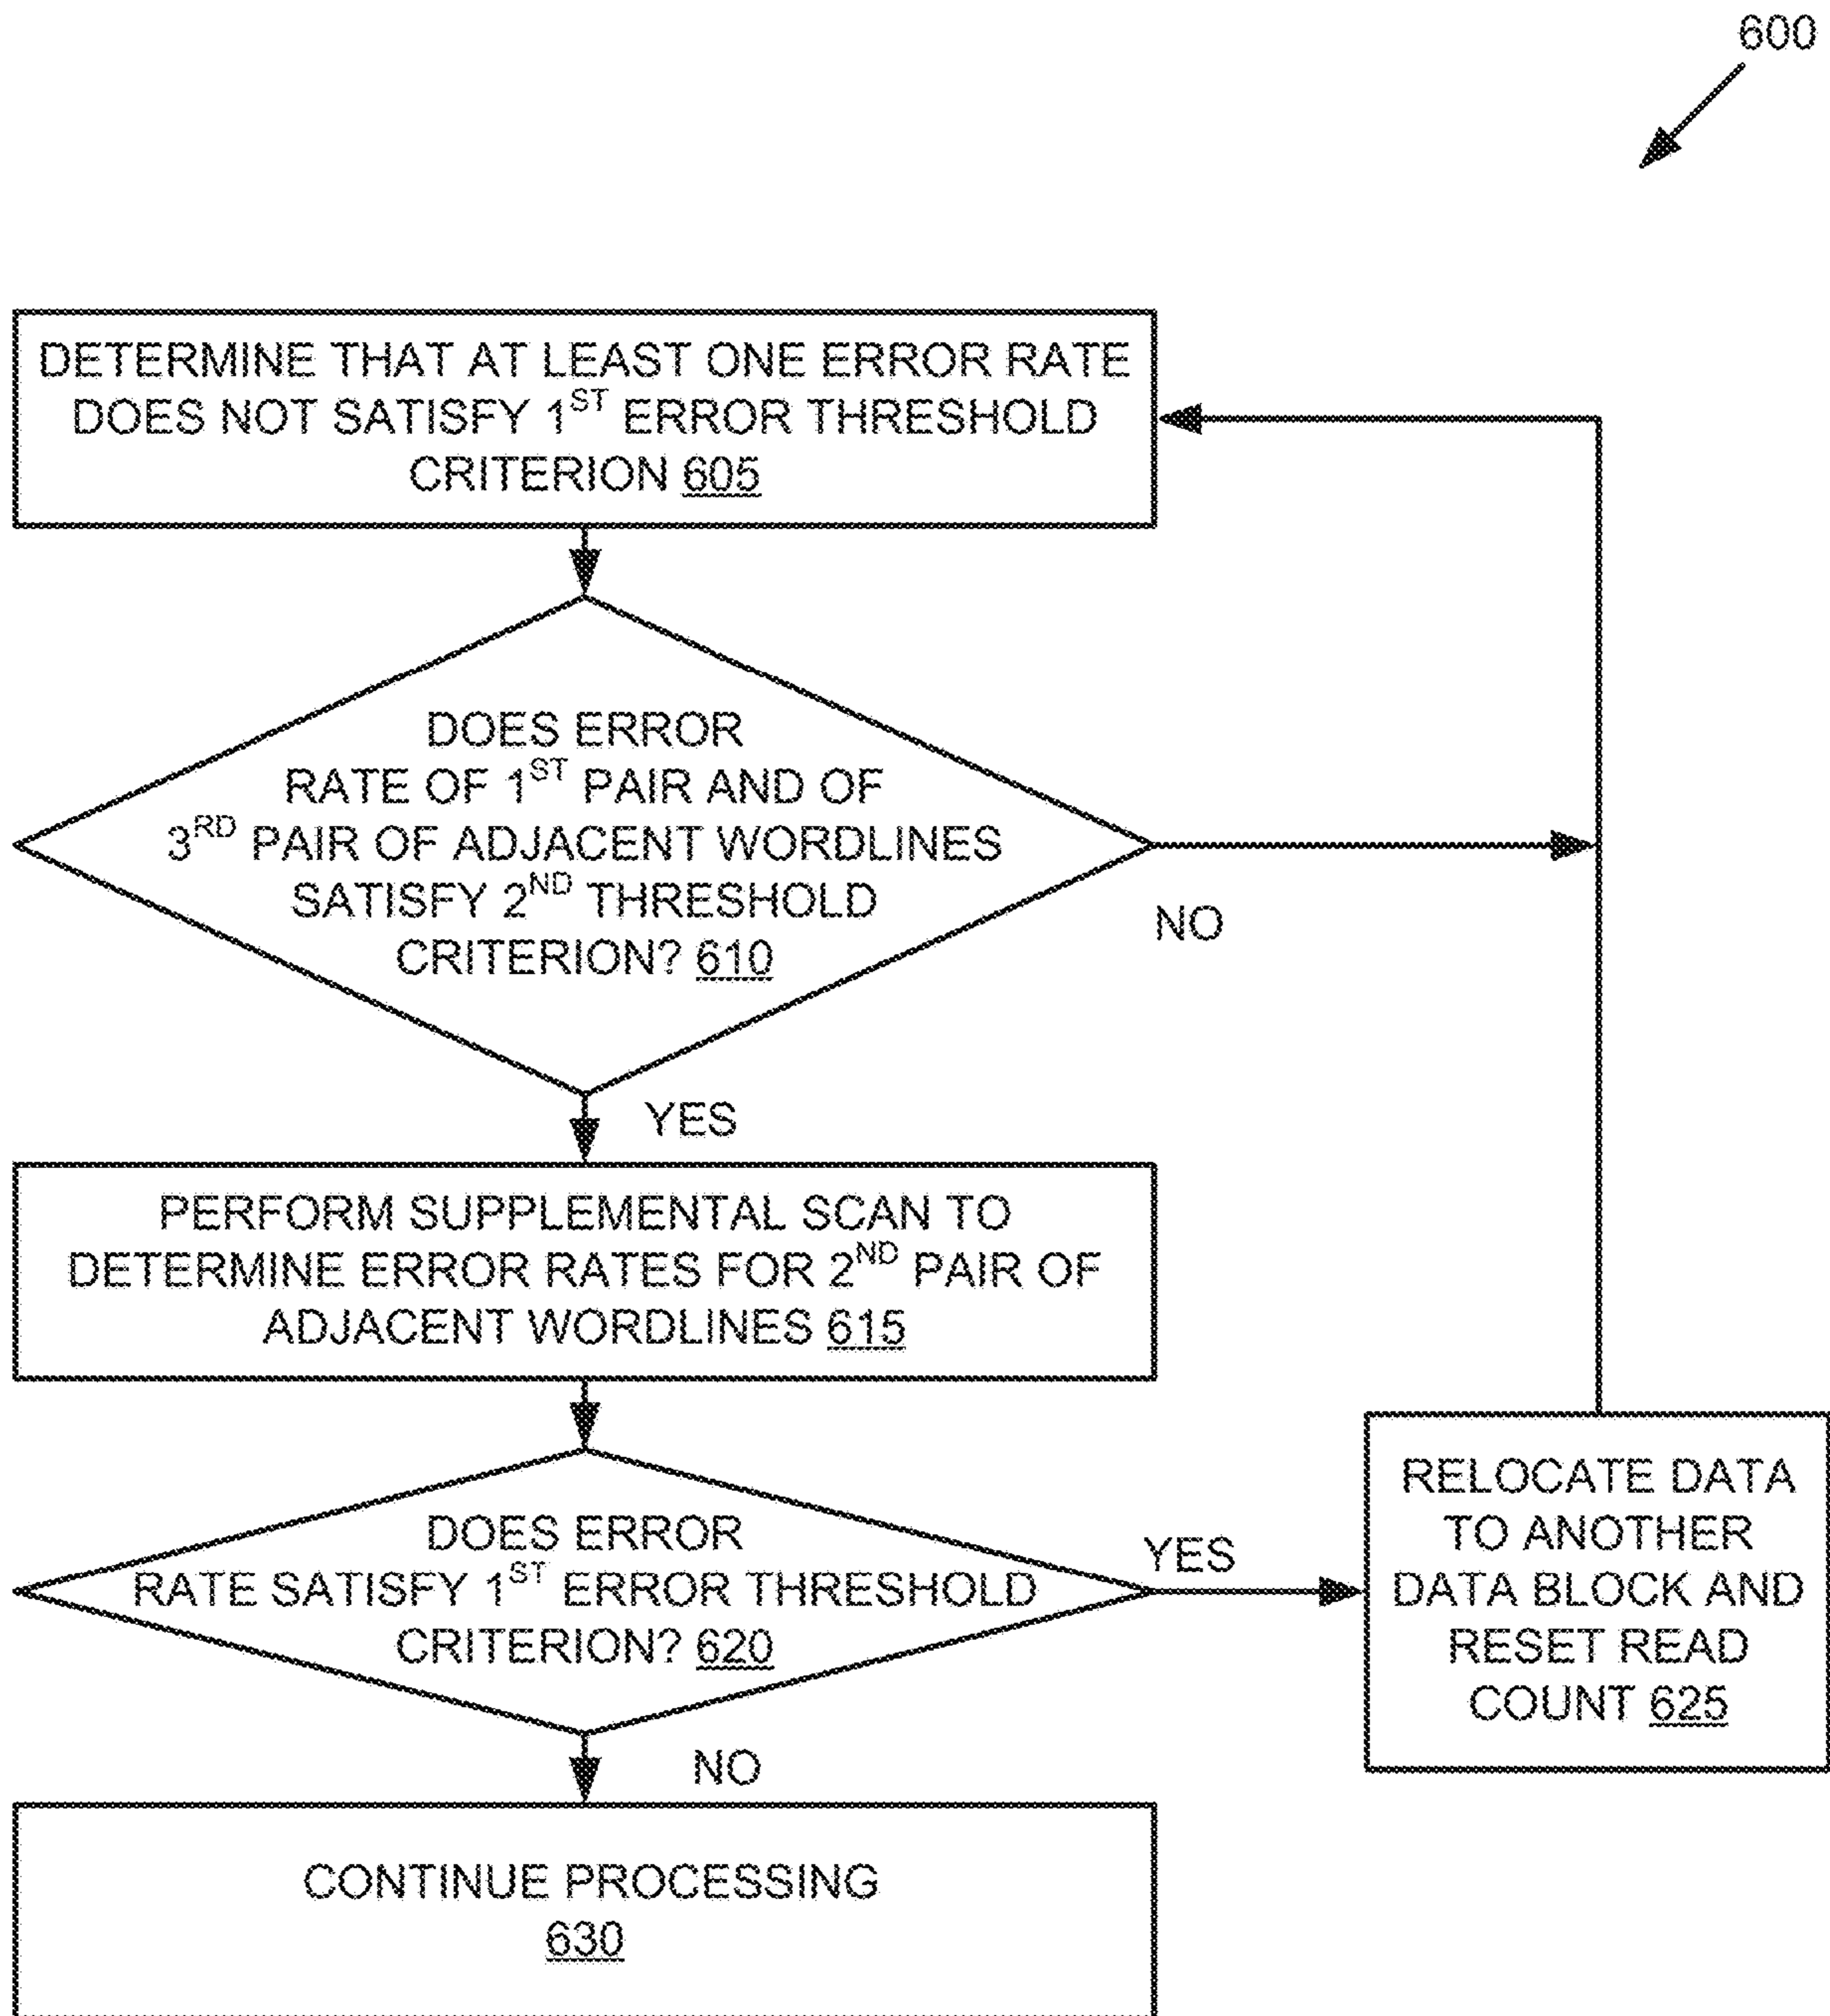 600
DETERMINE THAT AT LEAST ONE ERROR RATE
DOES NOT SATISFY 1ST ERROR THRESHOLD
CRITERION 605
DOES ERROR
RATE OF 1ST PAIR AND OF
3RD PAIR OF ADJACENT WORDLINES
SATISFY 2ND THRESHOLD
CRITERION? 610
NO
YES
PERFORM SUPPLEMENTAL SCAN TO
DETERMINE ERROR RATES FOR 2ND PAIR OF
ADJACENT WORDLINES 615
DOES ERROR
RATE SATISFY 1ST ERROR THRESHOLD
CRITERION? 620
YES
RELOCATE DATA
TO ANOTHER
DATA BLOCK AND
RESET READ
COUNT 625
NO
CONTINUE PROCESSING
630